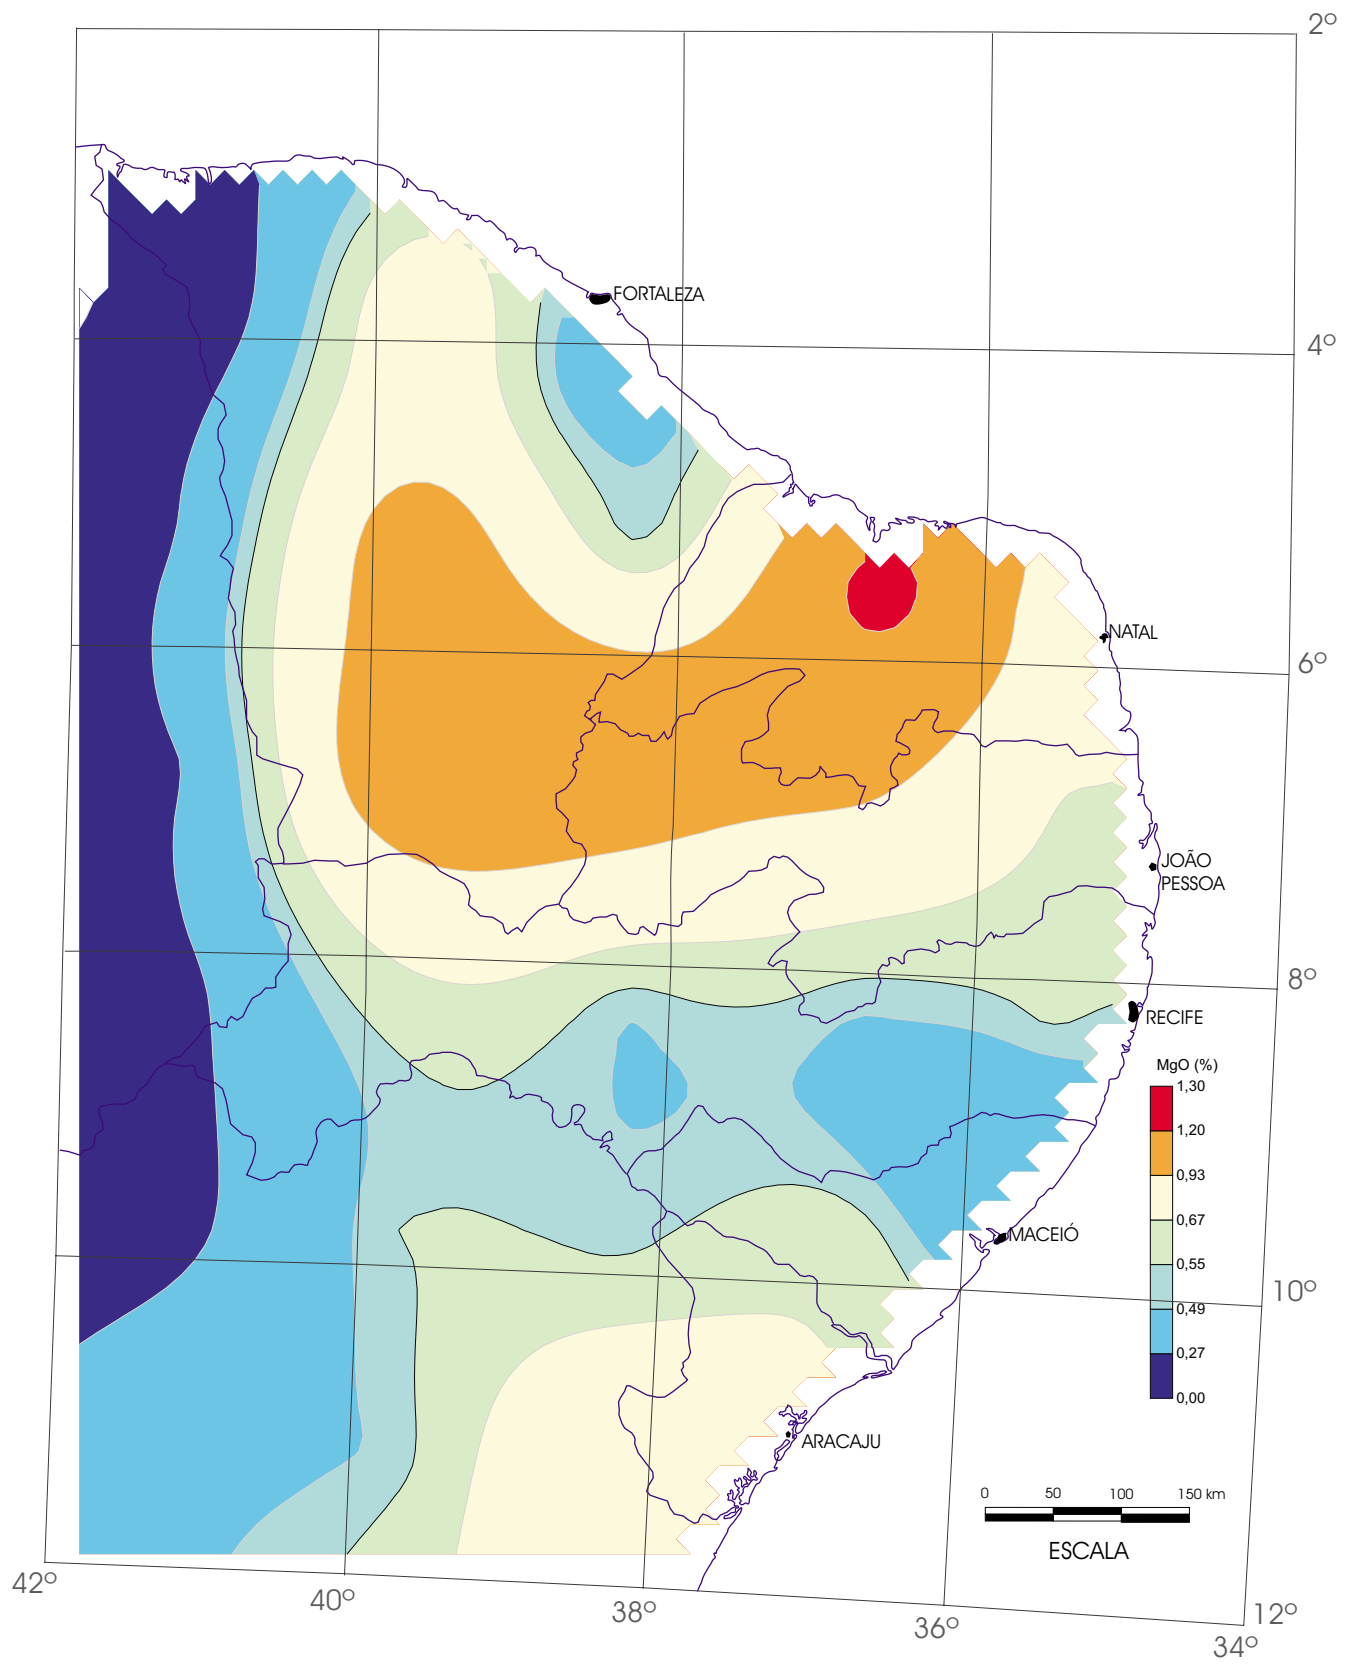 2°
FORTALEZA
4°
NATAL
6°
JOÃO
PESSOA
8°
RECIFE
MgO (%)
1,30
1,20
0,93
0,67
0,55
0,49
0,27
0,00
MACEIÓ
10°
ARACAJU
0 50 100 150 km
ESCALA
42°
40°
38°
36°
12°
34°